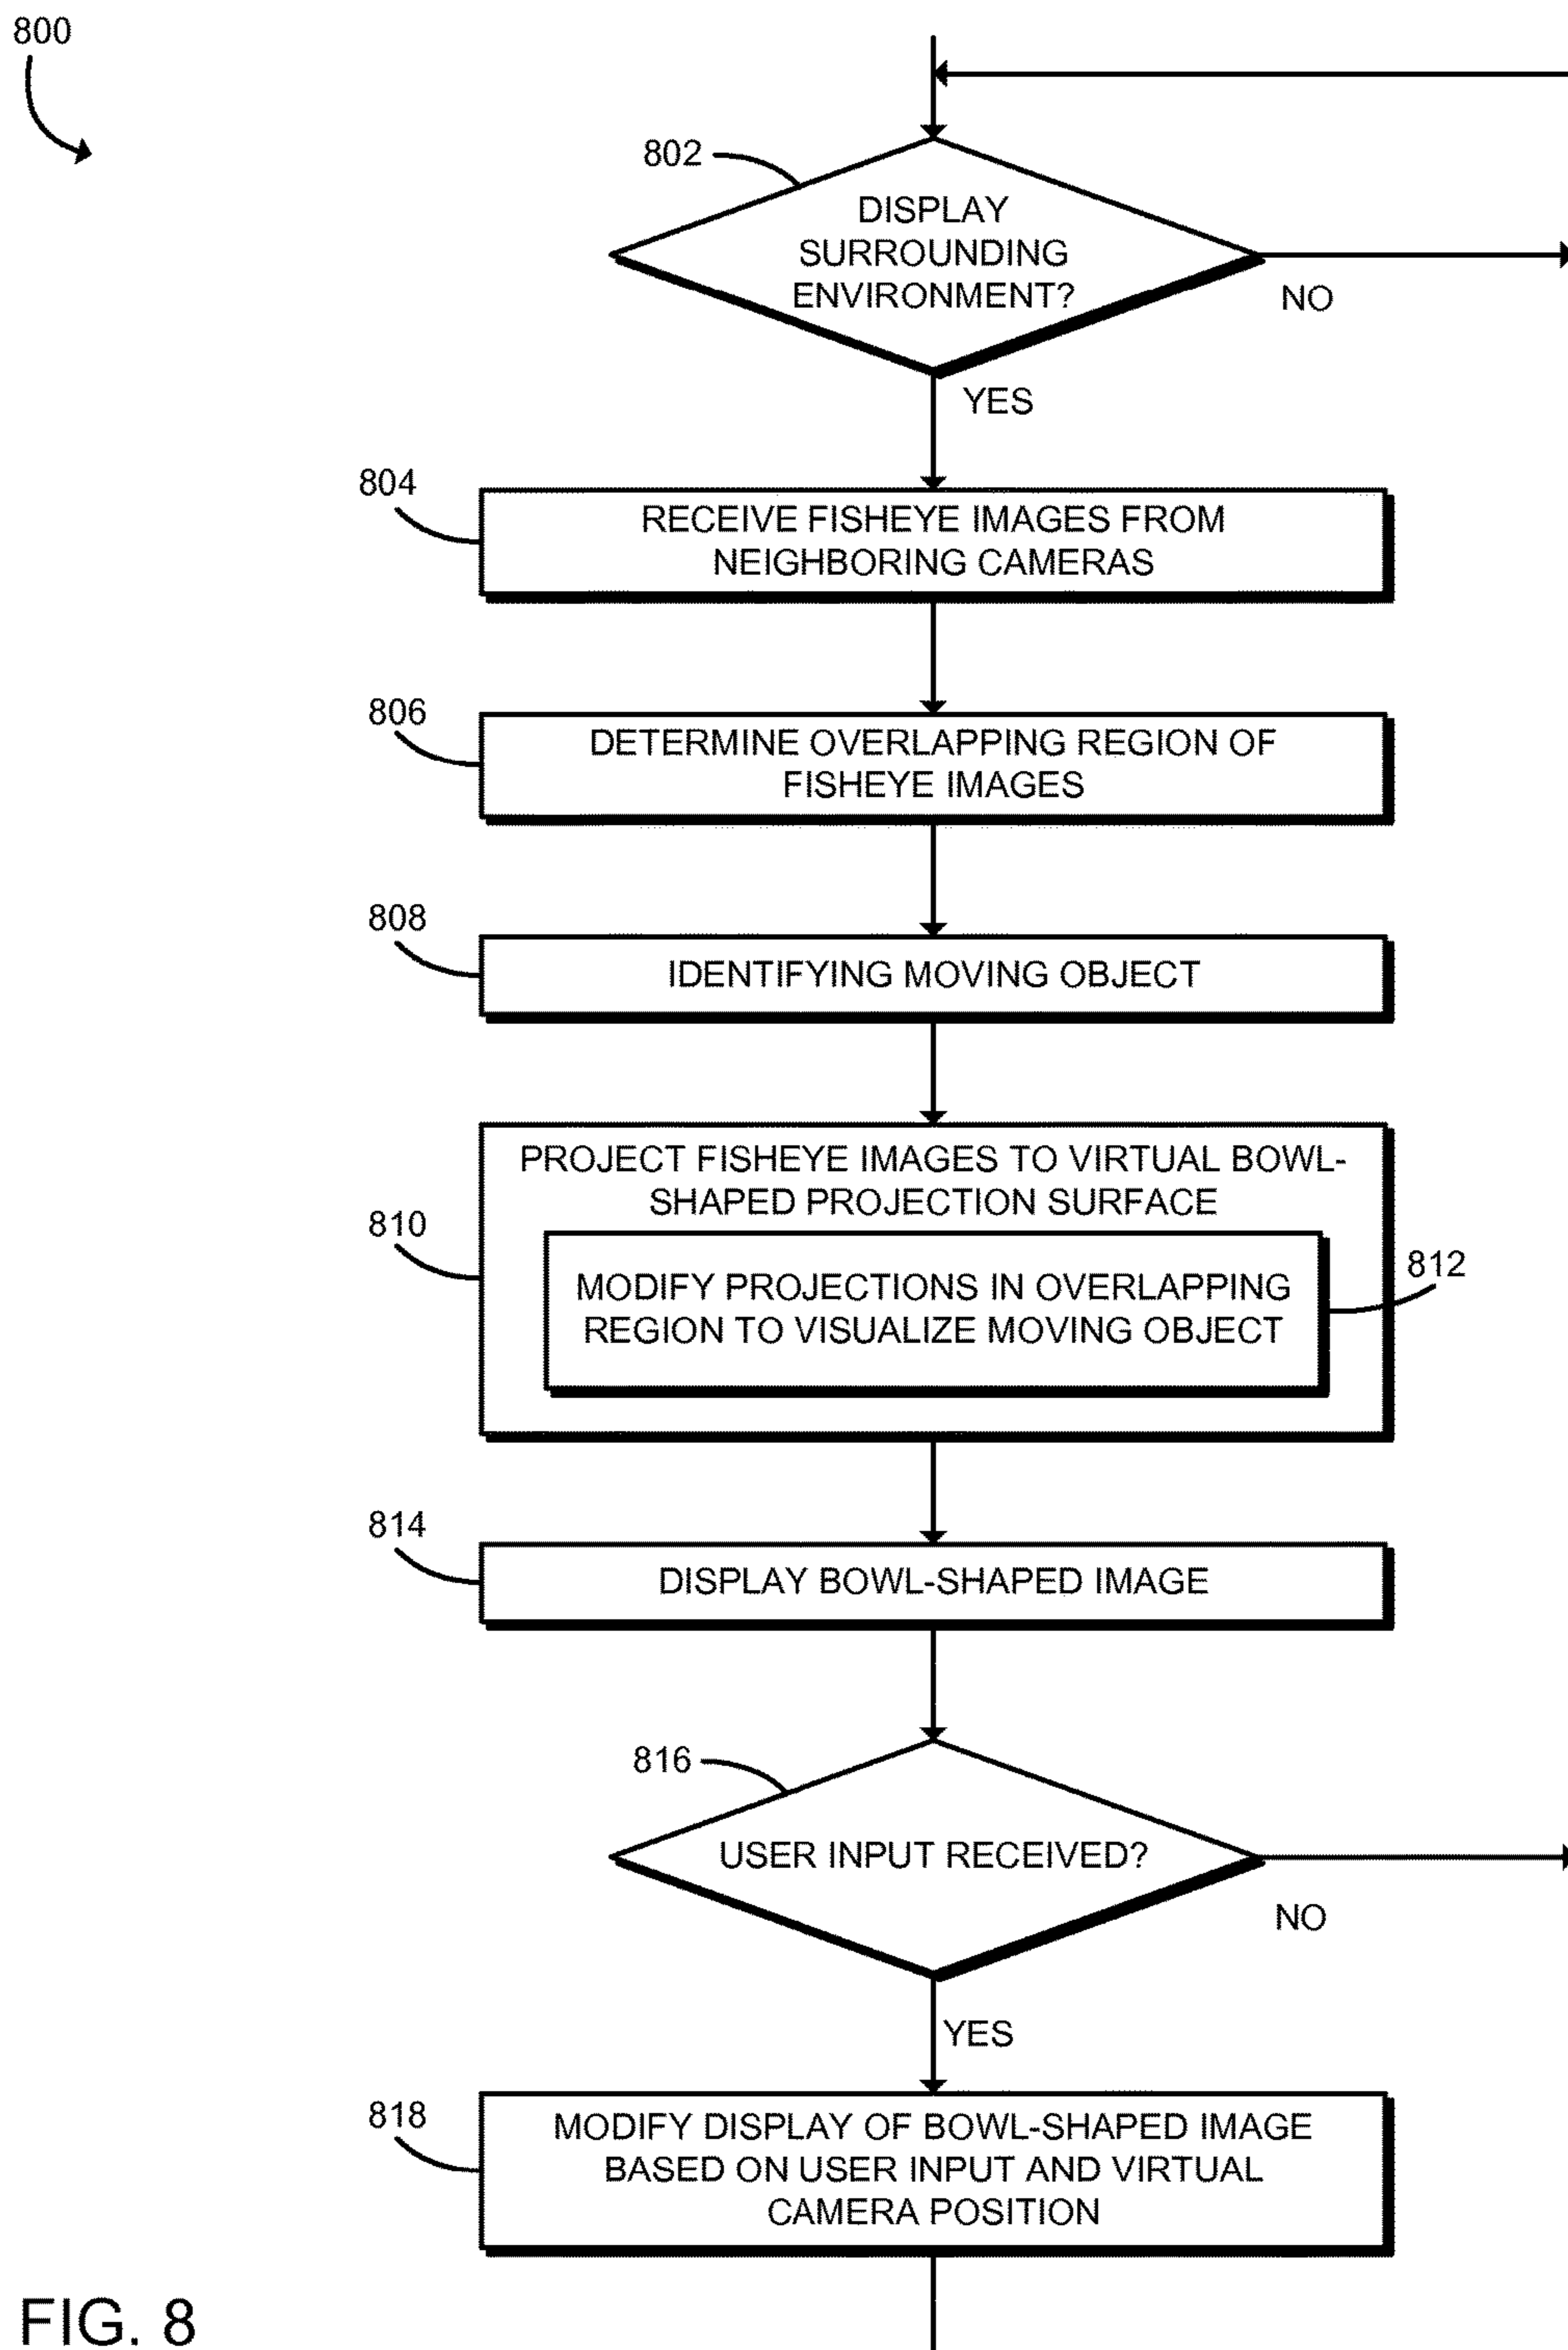 800
802
DISPLAY
SURROUNDING
ENVIRONMENT?
NO
YES
804
RECEIVE FISHEYE IMAGES FROM
NEIGHBORING CAMERAS
806
DETERMINE OVERLAPPING REGION OF
FISHEYE IMAGES
808
IDENTIFYING MOVING OBJECT
810
PROJECT FISHEYE IMAGES TO VIRTUAL BOWL-
SHAPED PROJECTION SURFACE
812
MODIFY PROJECTIONS IN OVERLAPPING
REGION TO VISUALIZE MOVING OBJECT
814
DISPLAY BOWL-SHAPED IMAGE
816
USER INPUT RECEIVED?
NO
YES
818
MODIFY DISPLAY OF BOWL-SHAPED IMAGE
BASED ON USER INPUT AND VIRTUAL
CAMERA POSITION
FIG. 8